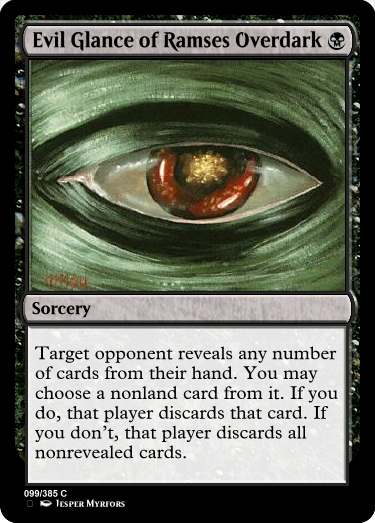 Evil Glance of Ramses Overdark
Sorcery
Target opponent reveals any number
of cards from their hand. You may
choose a nonland card from it. If you
do, that player discards that card. If
you don't, that player discards all
nonrevealed cards.
099/385 C
Jesper Myrfors